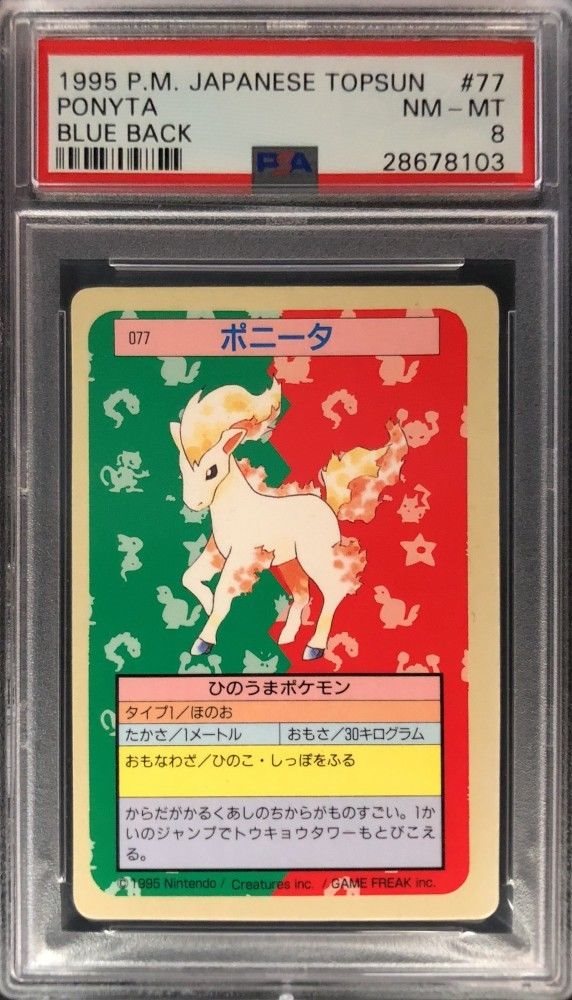 1995 P.M. JAPANESE TOPSUN #77
PONYTA NM - MT
BLUE BACK 8
PSA 28678103
077 ポニータ
ひのうまポケモン
タイプ1/ほのお
たかさ/1メートル おもさ/30キログラム
おもなわざ/ひのこ・しっぽをふる
からだがかるくあしのちからがものすごい。1か
いのジャンプでトウキョウタワーもとびこえ
る。
©1995 Nintendo / Creatures inc. / GAME FREAK inc.